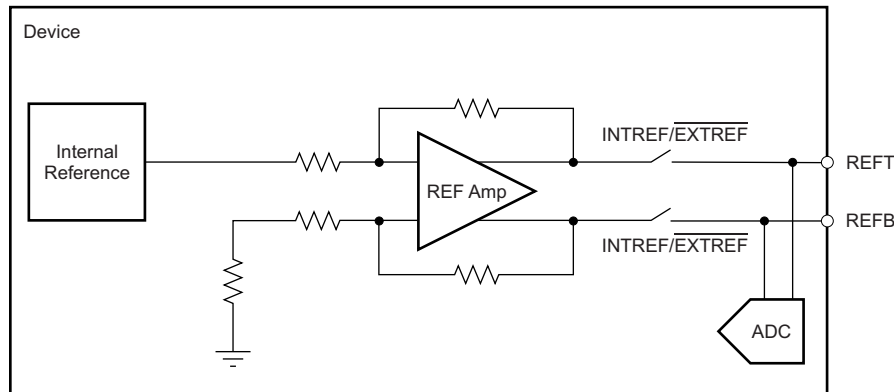 Device
Internal
Reference
REF Amp
INTREF/EXTREF
REFT
REFB
INTREF/EXTREF
ADC